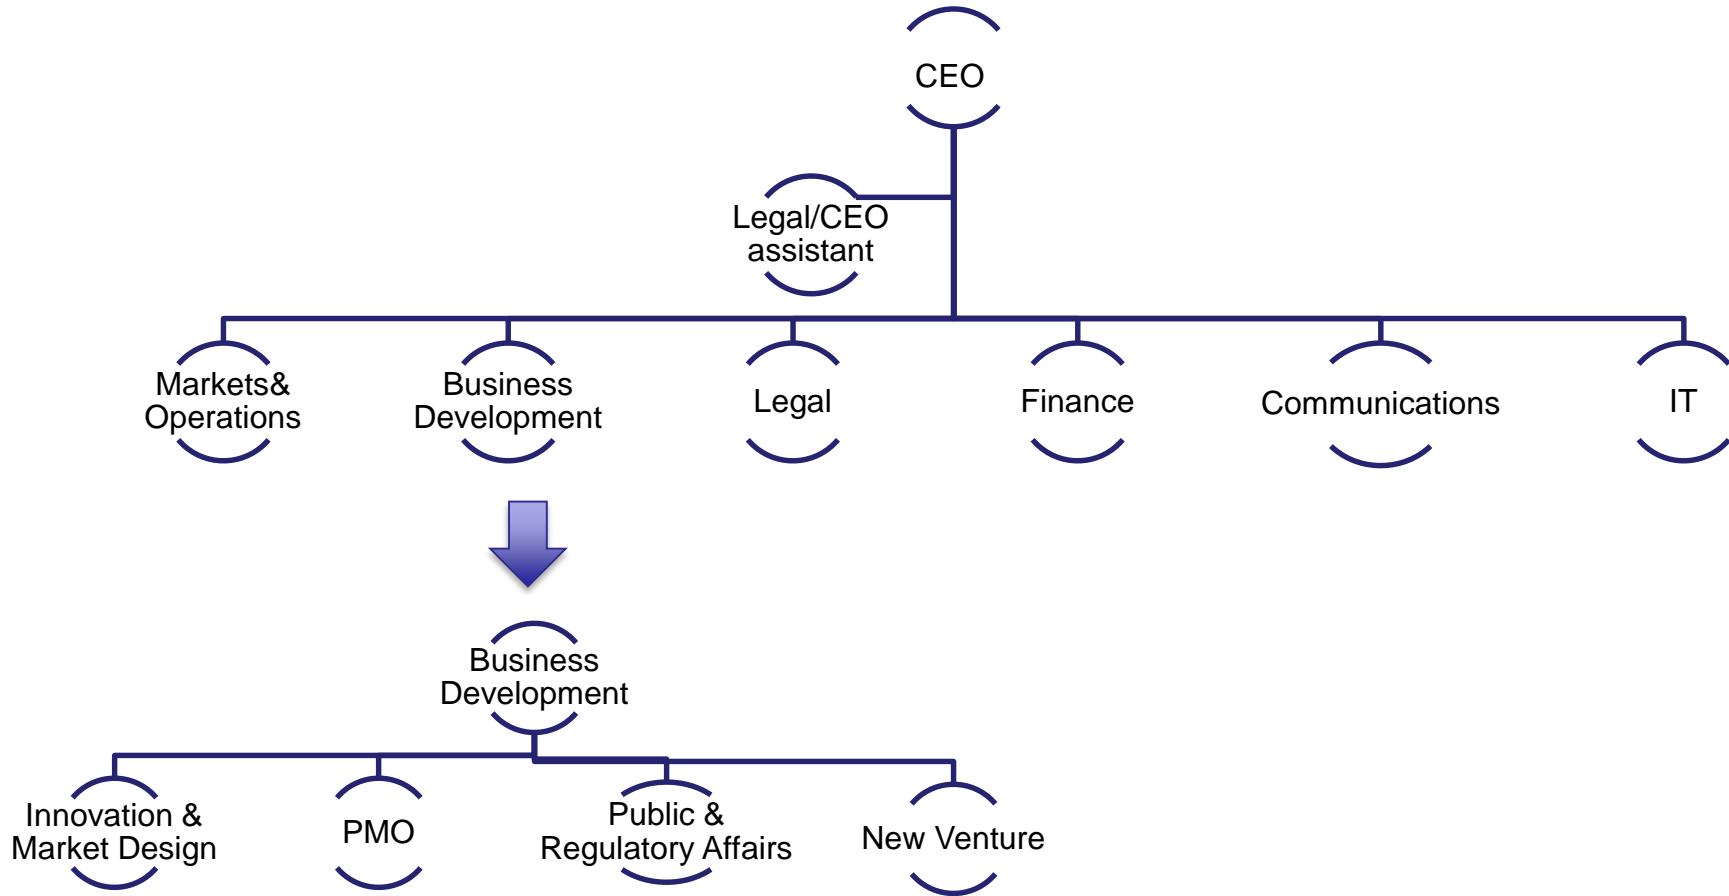 CEO
Legal/CEO
assistant
Markets&
Operations
Business
Development
Legal
Finance
Communications
IT
Business
Development
Innovation &
Market Design
PMO
Public &
Regulatory Affairs
New Venture